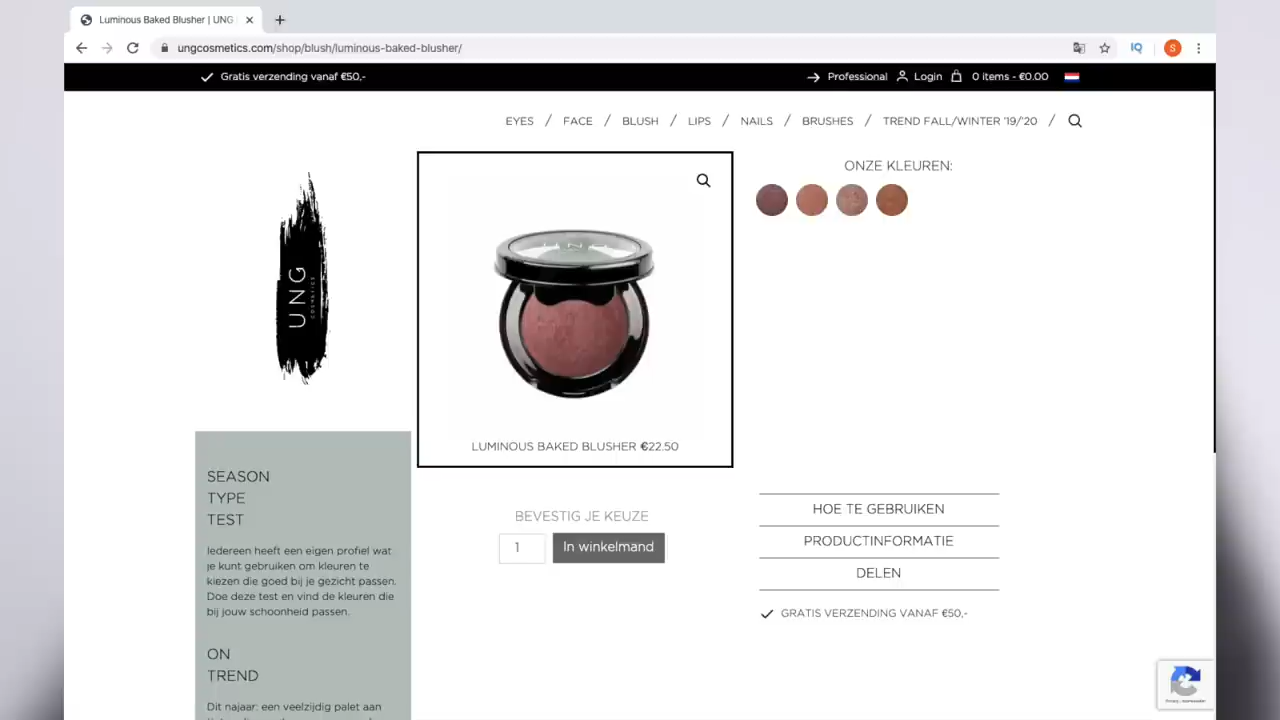 Luminous Baked Blusher | UNG
ungcosmetics.com/shop/blush/luminous-baked-blusher/
IQ
S
Gratis verzending vanaf €50,-
Professional
Login
0 items - €0.00
EYES / FACE / BLUSH / LIPS / NAILS / BRUSHES / TREND FALL/WINTER '19/'20 /
ONZE KLEUREN:
UNG
COSMETICS
UNG
LUMINOUS BAKED BLUSHER €22.50
SEASON
TYPE
TEST
Iedereen heeft een eigen profiel wat
je kunt gebruiken om kleuren te
kiezen die goed bij je gezicht passen.
Doe deze test en vind de kleuren die
bij jouw schoonheid passen.
ON
TREND
Dit najaar: een veelzijdig palet aan
BEVESTIG JE KEUZE
1
In winkelmand
HOE TE GEBRUIKEN
PRODUCTINFORMATIE
DELEN
GRATIS VERZENDING VANAF €50,-